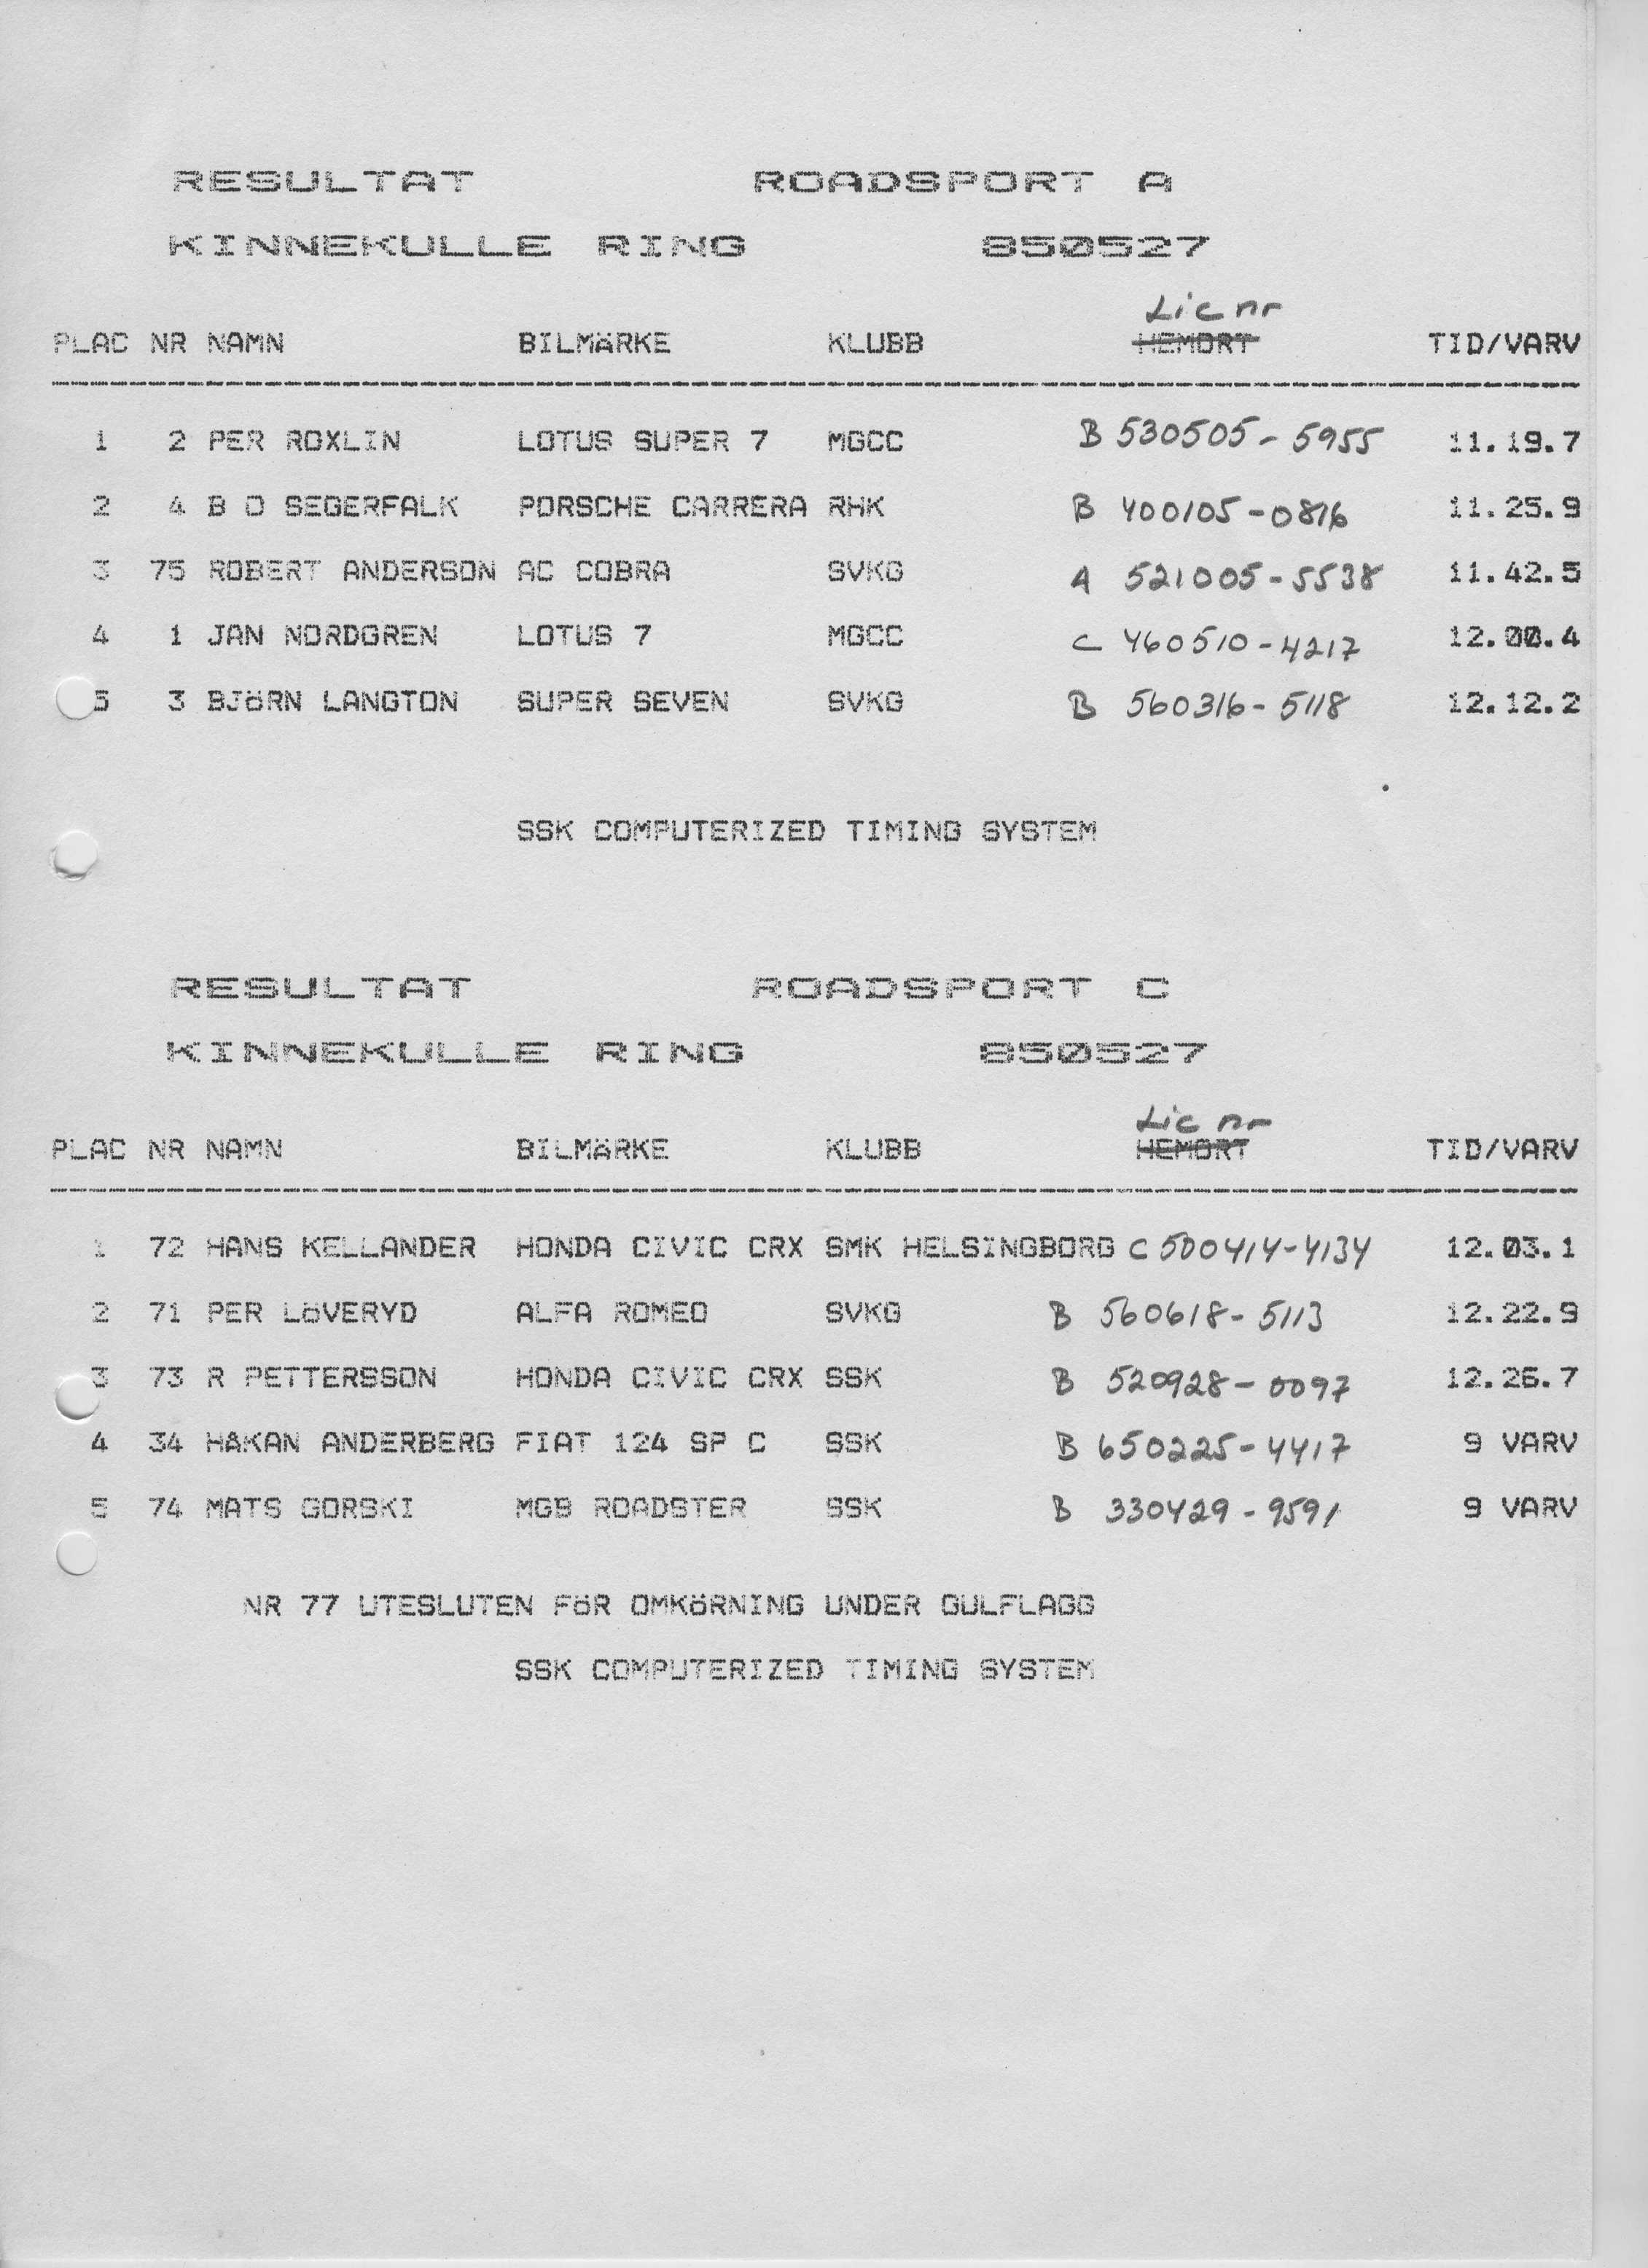 RESULTAT ROADSPORT A
KINNEKULLE RING 850527
Lic nr
PLAC NR NAMN BILMÄRKE KLUBB HEMORT TID/VARV
1 2 PER ROXLIN LOTUS SUPER 7 MGCC B 530505-5955 11.19.7
2 4 B O SEGERFALK PORSCHE CARRERA RHK B 400105-0816 11.25.9
3 75 ROBERT ANDERSON AC COBRA SVKG A 521005-5538 11.42.5
4 1 JAN NORDGREN LOTUS 7 MGCC C 460510-4217 12.00.4
5 3 BJÖRN LANGTON SUPER SEVEN SVKG B 560316-5118 12.12.2
SSK COMPUTERIZED TIMING SYSTEM
RESULTAT ROADSPORT C
KINNEKULLE RING 850527
Lic nr
PLAC NR NAMN BILMÄRKE KLUBB HEMORT TID/VARV
1 72 HANS KELLANDER HONDA CIVIC CRX SMK HELSINGBORG C 500414-4134 12.03.1
2 71 PER LÖVERYD ALFA ROMEO SVKG B 560618-5113 12.22.9
3 73 R PETTERSSON HONDA CIVIC CRX SSK B 520928-0097 12.26.7
4 34 HÅKAN ANDERBERG FIAT 124 SP C SSK B 650225-4417 9 VARV
5 74 MATS GORSKI MGB ROADSTER SSK B 330429-9591 9 VARV
NR 77 UTESLUTEN FÖR OMKÖRNING UNDER GULFLAGG
SSK COMPUTERIZED TIMING SYSTEM